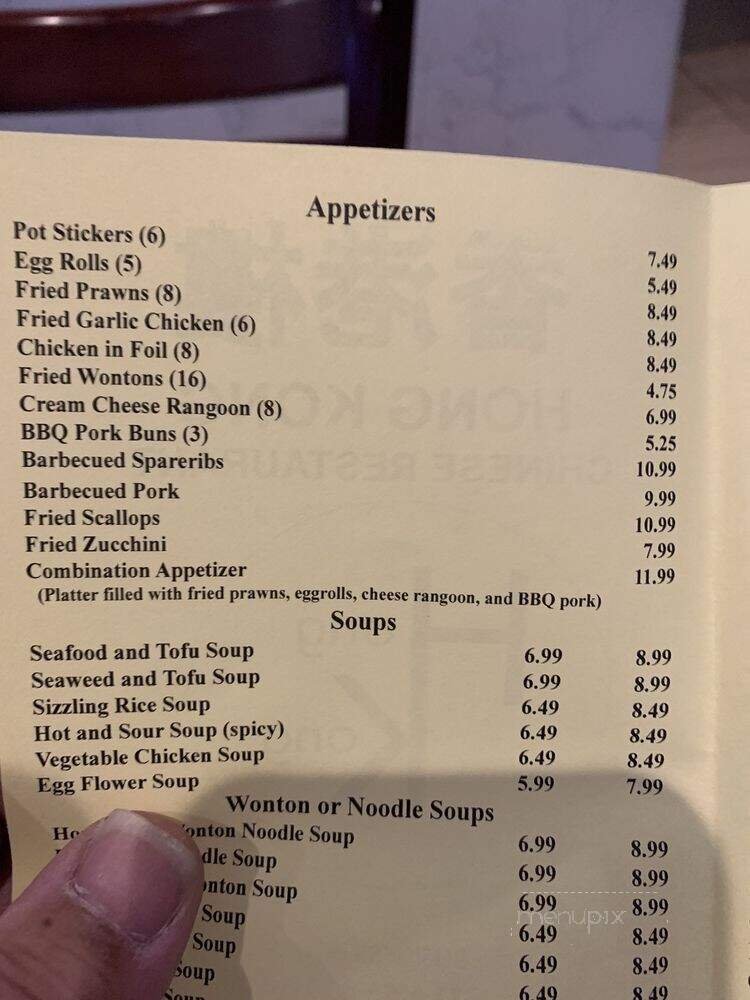 Appetizers
Pot Stickers (6) 7.49
Egg Rolls (5) 5.49
Fried Prawns (8) 8.49
Fried Garlic Chicken (6) 8.49
Chicken in Foil (8) 8.49
Fried Wontons (16) 4.75
Cream Cheese Rangoon (8) 6.99
BBQ Pork Buns (3) 5.25
Barbecued Spareribs 10.99
Barbecued Pork 9.99
Fried Scallops 10.99
Fried Zucchini 7.99
Combination Appetizer 11.99
(Platter filled with fried prawns, eggrolls, cheese rangoon, and BBQ pork)
Soups
Seafood and Tofu Soup 6.99 8.99
Seaweed and Tofu Soup 6.99 8.99
Sizzling Rice Soup 6.49 8.49
Hot and Sour Soup (spicy) 6.49 8.49
Vegetable Chicken Soup 6.49 8.49
Egg Flower Soup 5.99 7.99
Wonton or Noodle Soups
Wonton Noodle Soup 6.99 8.99
Soup 6.99 8.99
Soup 6.99 8.99
Soup 6.49 8.49
Soup 6.49 8.49
Soup 6.49 8.49
Soup
menupix